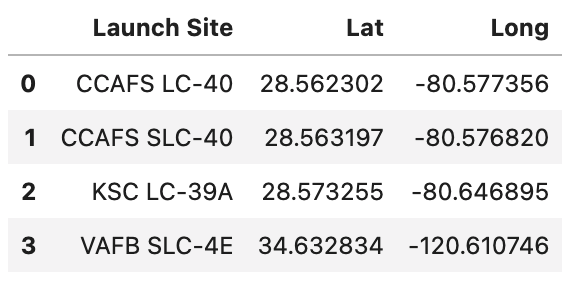 Launch Site Lat Long
0 CCAFS LC-40 28.562302 -80.577356
1 CCAFS SLC-40 28.563197 -80.576820
2 KSC LC-39A 28.573255 -80.646895
3 VAFB SLC-4E 34.632834 -120.610746